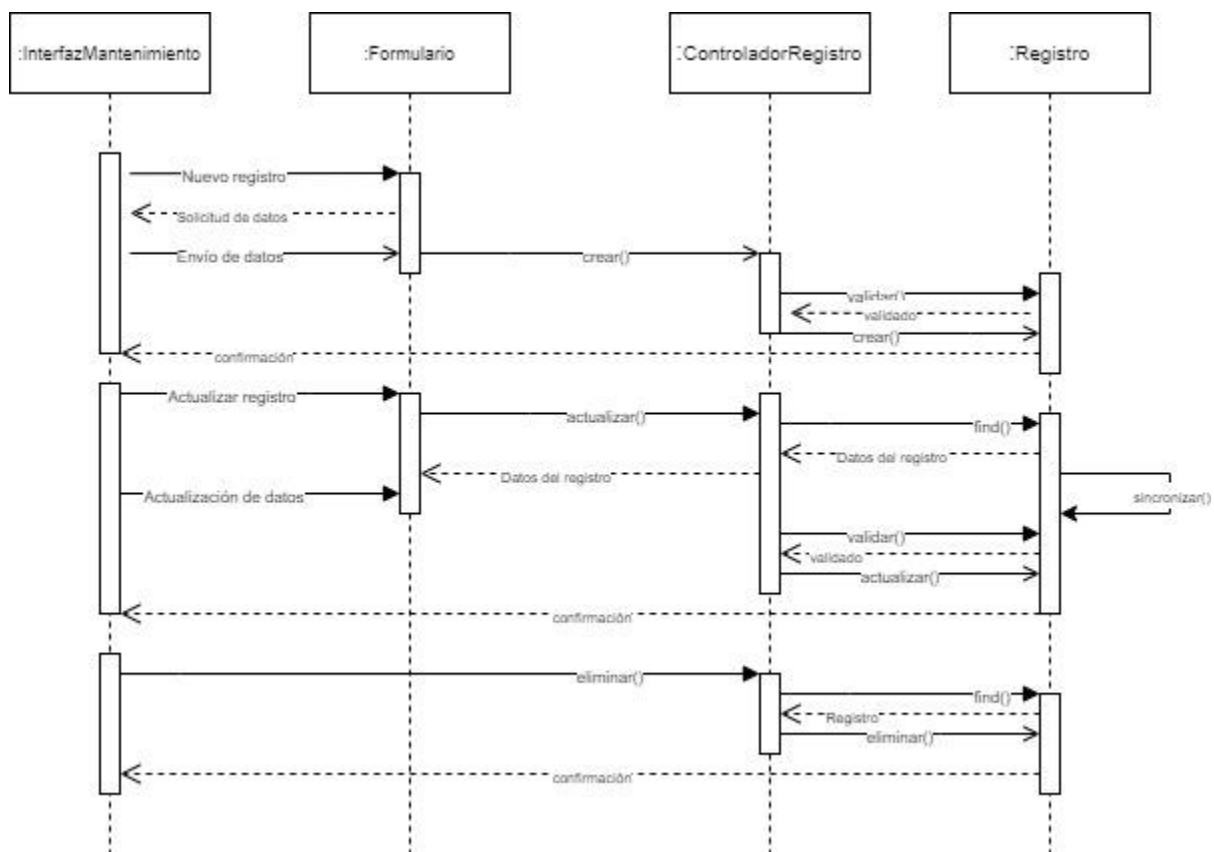 :InterfazMantenimiento
:Formulario
:ControladorRegistro
:Registro
Nuevo registro
Solicitud de datos
Envío de datos
crear()
validar()
validado
crear()
confirmación
Actualizar registro
actualizar()
find()
Datos del registro
Datos del registro
Actualización de datos
sincronizar()
validar()
validado
actualizar()
confirmación
eliminar()
find()
Registro
eliminar()
confirmación